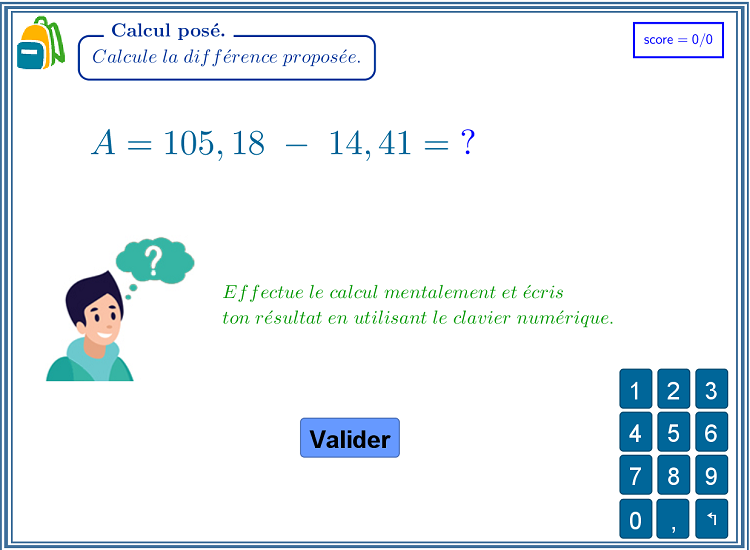 Calcul posé.
Calcule la différence proposée.
score = 0/0
A = 105, 18 − 14, 41 = ?
?
Effectue le calcul mentalement et écris
ton résultat en utilisant le clavier numérique.
Valider
1 2 3
4 5 6
7 8 9
0 , ↰